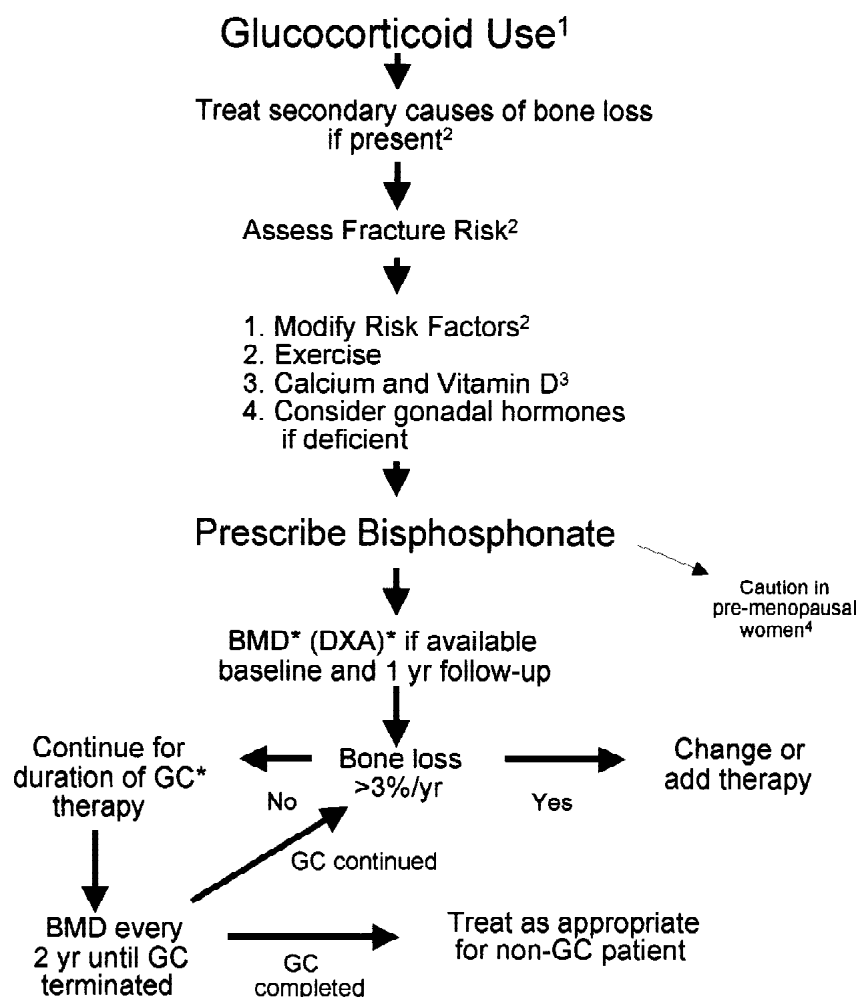 Glucocorticoid Use¹
Treat secondary causes of bone loss
if present²
Assess Fracture Risk²
1. Modify Risk Factors²
2. Exercise
3. Calcium and Vitamin D³
4. Consider gonadal hormones
if deficient
Prescribe Bisphosphonate
Caution in
pre-menopausal
women⁴
BMD* (DXA)* if available
baseline and 1 yr follow-up
Continue for
duration of GC*
therapy
No
Bone loss
>3%/yr
Yes
Change or
add therapy
GC continued
BMD every
2 yr until GC
terminated
GC
completed
Treat as appropriate
for non-GC patient